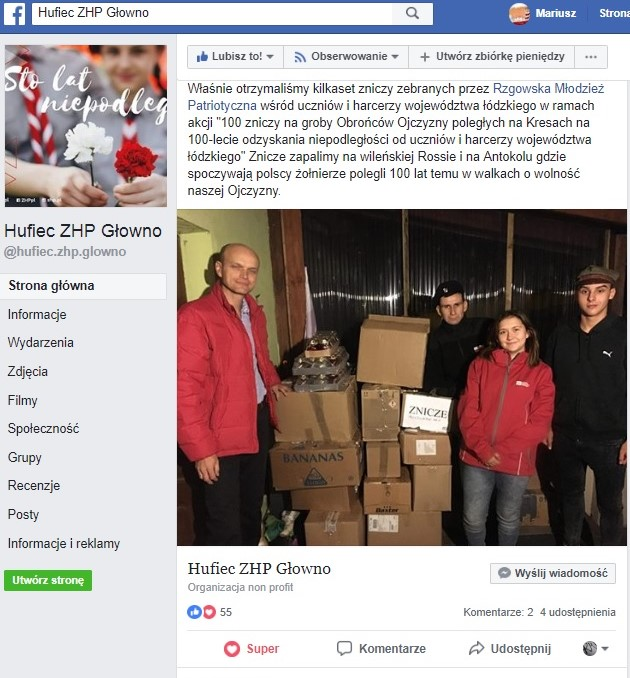 Hufiec ZHP Głowno
Mariusz
Strona
Lubisz to!
Obserwowanie
Utwórz zbiórkę pieniędzy
Sto lat
niepodleg
Hufiec ZHP Głowno
@hufiec.zhp.glowno
Strona główna
Informacje
Wydarzenia
Zdjęcia
Filmy
Społeczność
Grupy
Recenzje
Posty
Informacje i reklamy
Utwórz stronę
Właśnie otrzymaliśmy kilkaset zniczy zebranych przez Rzgowska Młodzież
Patriotyczna wśród uczniów i harcerzy województwa łódzkiego w ramach
akcji "100 zniczy na groby Obrońców Ojczyzny poległych na Kresach na
100-lecie odzyskania niepodległości od uczniów i harcerzy województwa
łódzkiego" Znicze zapalimy na wileńskiej Rossie i na Antokolu gdzie
spoczywają polscy żołnierze polegli 100 lat temu w walkach o wolność
naszej Ojczyzny.
ZNICZE
BANANAS
Hufiec ZHP Głowno
Organizacja non profit
Wyślij wiadomość
55
Komentarze: 2 4 udostępnienia
Super
Komentarze
Udostępnij